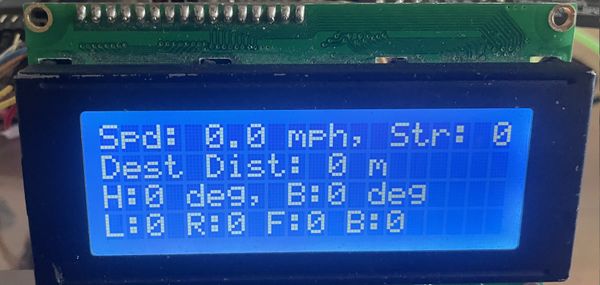 Spd: 0.0 mph, Str: 0
Dest Dist: 0 m
H:0 deg, B:0 deg
L:0 R:0 F:0 B:0